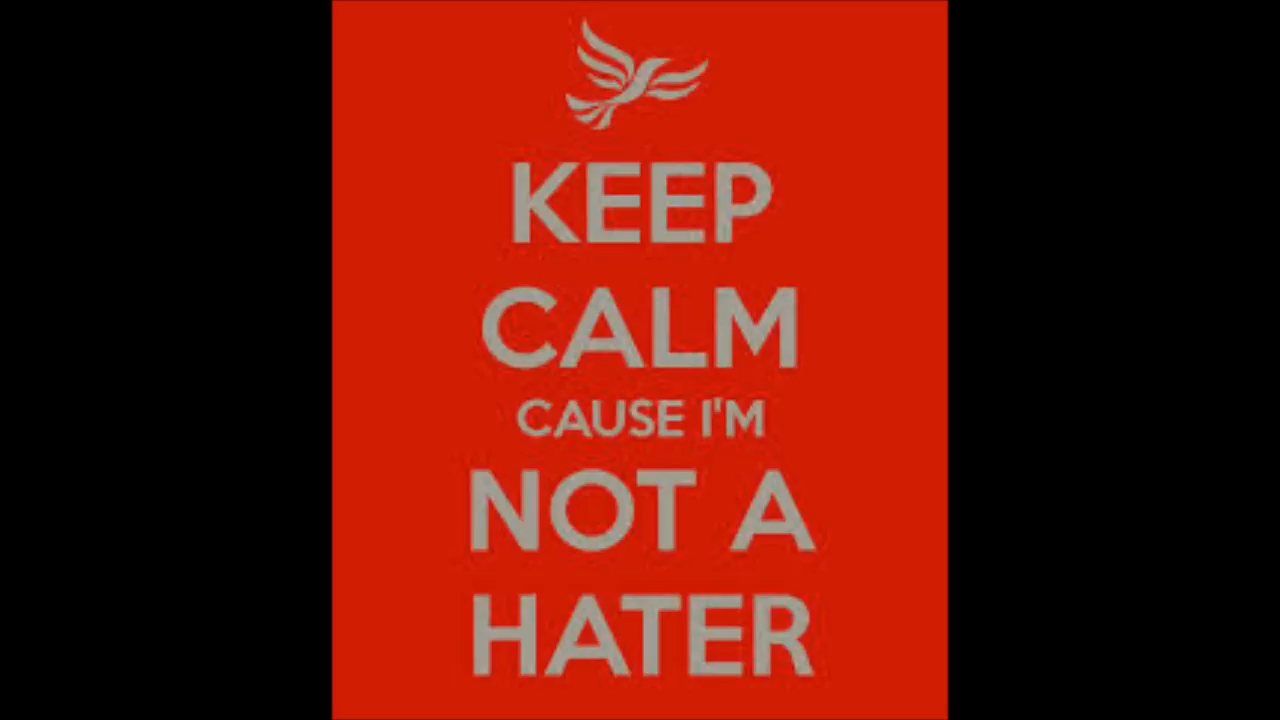 KEEP
CALM
CAUSE I'M
NOT A
HATER